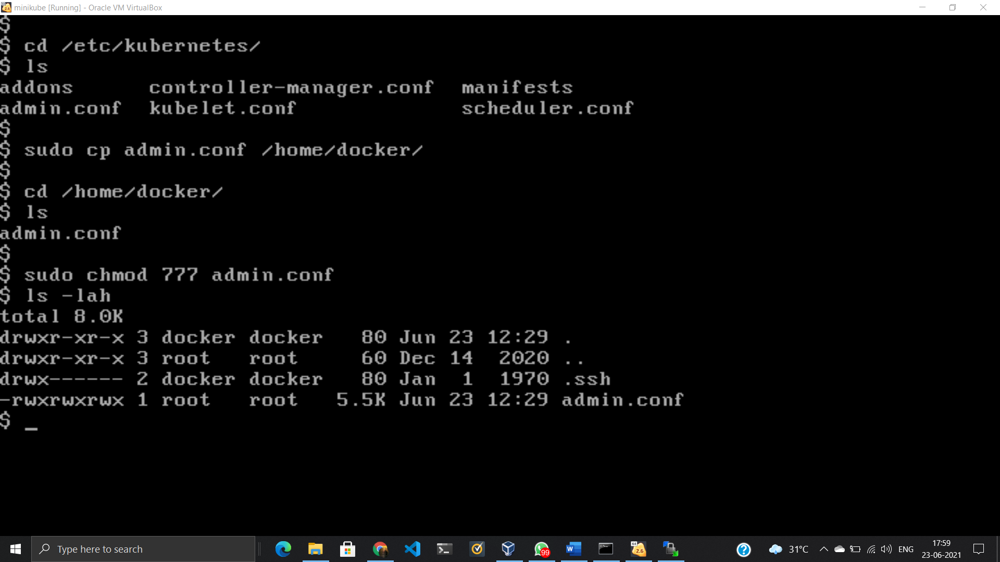 minikube [Running] - Oracle VM VirtualBox
$
$ cd /etc/kubernetes/
$ ls
addons controller-manager.conf manifests
admin.conf kubelet.conf scheduler.conf
$
$ sudo cp admin.conf /home/docker/
$
$ cd /home/docker/
$ ls
admin.conf
$
$ sudo chmod 777 admin.conf
$ ls -lah
total 8.0K
drwxr-xr-x 3 docker docker 80 Jun 23 12:29 .
drwxr-xr-x 3 root root 60 Dec 14 2020 ..
drwx------ 2 docker docker 80 Jan 1 1970 .ssh
-rwxrwxrwx 1 root root 5.5K Jun 23 12:29 admin.conf
$ _
Type here to search
99
W
64
2.6
?
31°C
ENG
17:59
23-06-2021